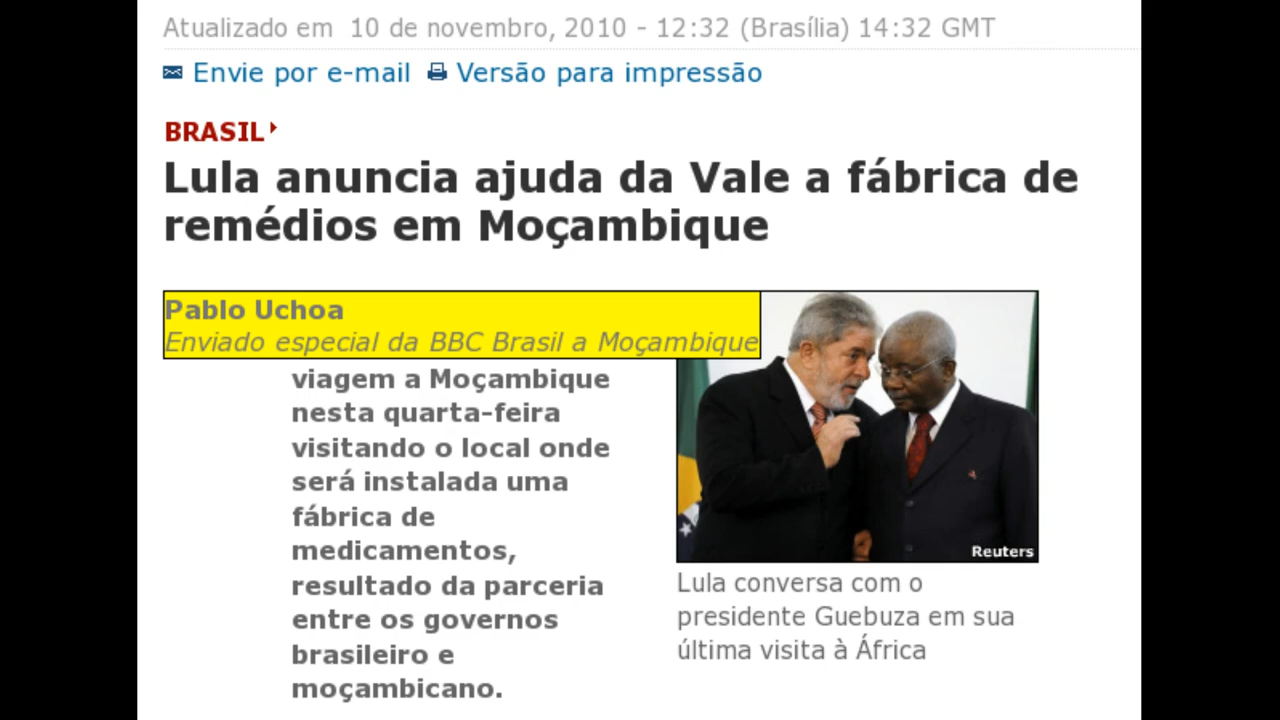 Atualizado em 10 de novembro, 2010 - 12:32 (Brasília) 14:32 GMT
Envie por e-mail Versão para impressão
BRASIL
Lula anuncia ajuda da Vale a fábrica de
remédios em Moçambique
Pablo Uchoa
Enviado especial da BBC Brasil a Moçambique
viagem a Moçambique
nesta quarta-feira
visitando o local onde
será instalada uma
fábrica de
medicamentos,
resultado da parceria
entre os governos
brasileiro e
moçambicano.
Reuters
Lula conversa com o
presidente Guebuza em sua
última visita à África